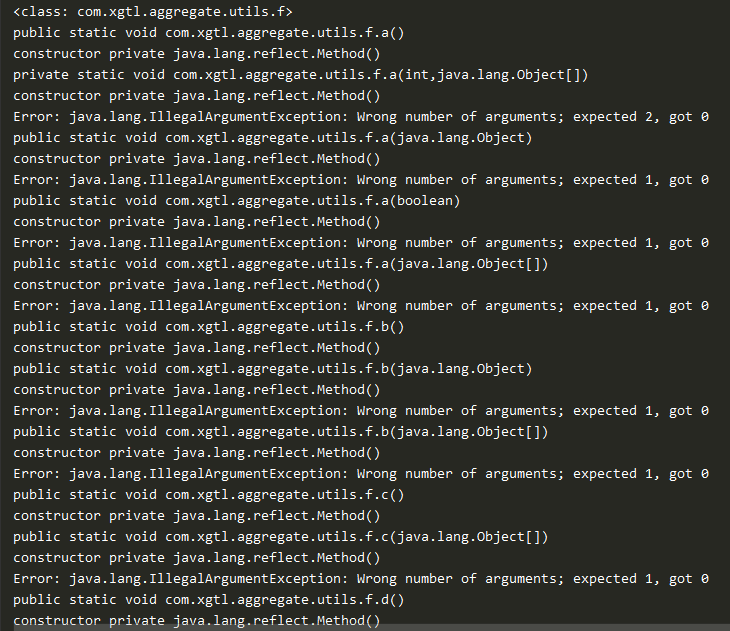 <class: com.xgtl.aggregate.utils.f>
public static void com.xgtl.aggregate.utils.f.a()
constructor private java.lang.reflect.Method()
private static void com.xgtl.aggregate.utils.f.a(int,java.lang.Object[])
constructor private java.lang.reflect.Method()
Error: java.lang.IllegalArgumentException: Wrong number of arguments; expected 2, got 0
public static void com.xgtl.aggregate.utils.f.a(java.lang.Object)
constructor private java.lang.reflect.Method()
Error: java.lang.IllegalArgumentException: Wrong number of arguments; expected 1, got 0
public static void com.xgtl.aggregate.utils.f.a(boolean)
constructor private java.lang.reflect.Method()
Error: java.lang.IllegalArgumentException: Wrong number of arguments; expected 1, got 0
public static void com.xgtl.aggregate.utils.f.a(java.lang.Object[])
constructor private java.lang.reflect.Method()
Error: java.lang.IllegalArgumentException: Wrong number of arguments; expected 1, got 0
public static void com.xgtl.aggregate.utils.f.b()
constructor private java.lang.reflect.Method()
public static void com.xgtl.aggregate.utils.f.b(java.lang.Object)
constructor private java.lang.reflect.Method()
Error: java.lang.IllegalArgumentException: Wrong number of arguments; expected 1, got 0
public static void com.xgtl.aggregate.utils.f.b(java.lang.Object[])
constructor private java.lang.reflect.Method()
Error: java.lang.IllegalArgumentException: Wrong number of arguments; expected 1, got 0
public static void com.xgtl.aggregate.utils.f.c()
constructor private java.lang.reflect.Method()
public static void com.xgtl.aggregate.utils.f.c(java.lang.Object[])
constructor private java.lang.reflect.Method()
Error: java.lang.IllegalArgumentException: Wrong number of arguments; expected 1, got 0
public static void com.xgtl.aggregate.utils.f.d()
constructor private java.lang.reflect.Method()